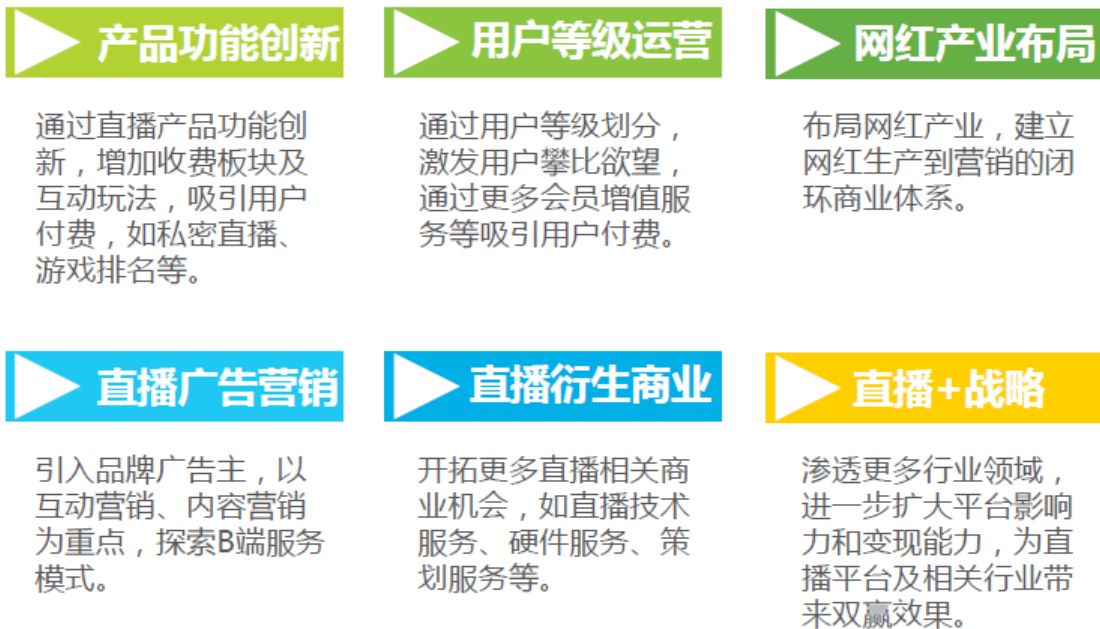 产品功能创新
通过直播产品功能创
新，增加收费板块及
互动玩法，吸引用户
付费，如私密直播、
游戏排名等。
用户等级运营
通过用户等级划分，
激发用户攀比欲望，
通过更多会员增值服
务等吸引用户付费。
网红产业布局
布局网红产业，建立
网红生产到营销的闭
环商业体系。
直播广告营销
引入品牌广告主，以
互动营销、内容营销
为重点，探索B端服务
模式。
直播衍生商业
开拓更多直播相关商
业机会，如直播技术
服务、硬件服务、策
划服务等。
直播+战略
渗透更多行业领域，
进一步扩大平台影响
力和变现能力，为直
播平台及相关行业带
来双赢效果。